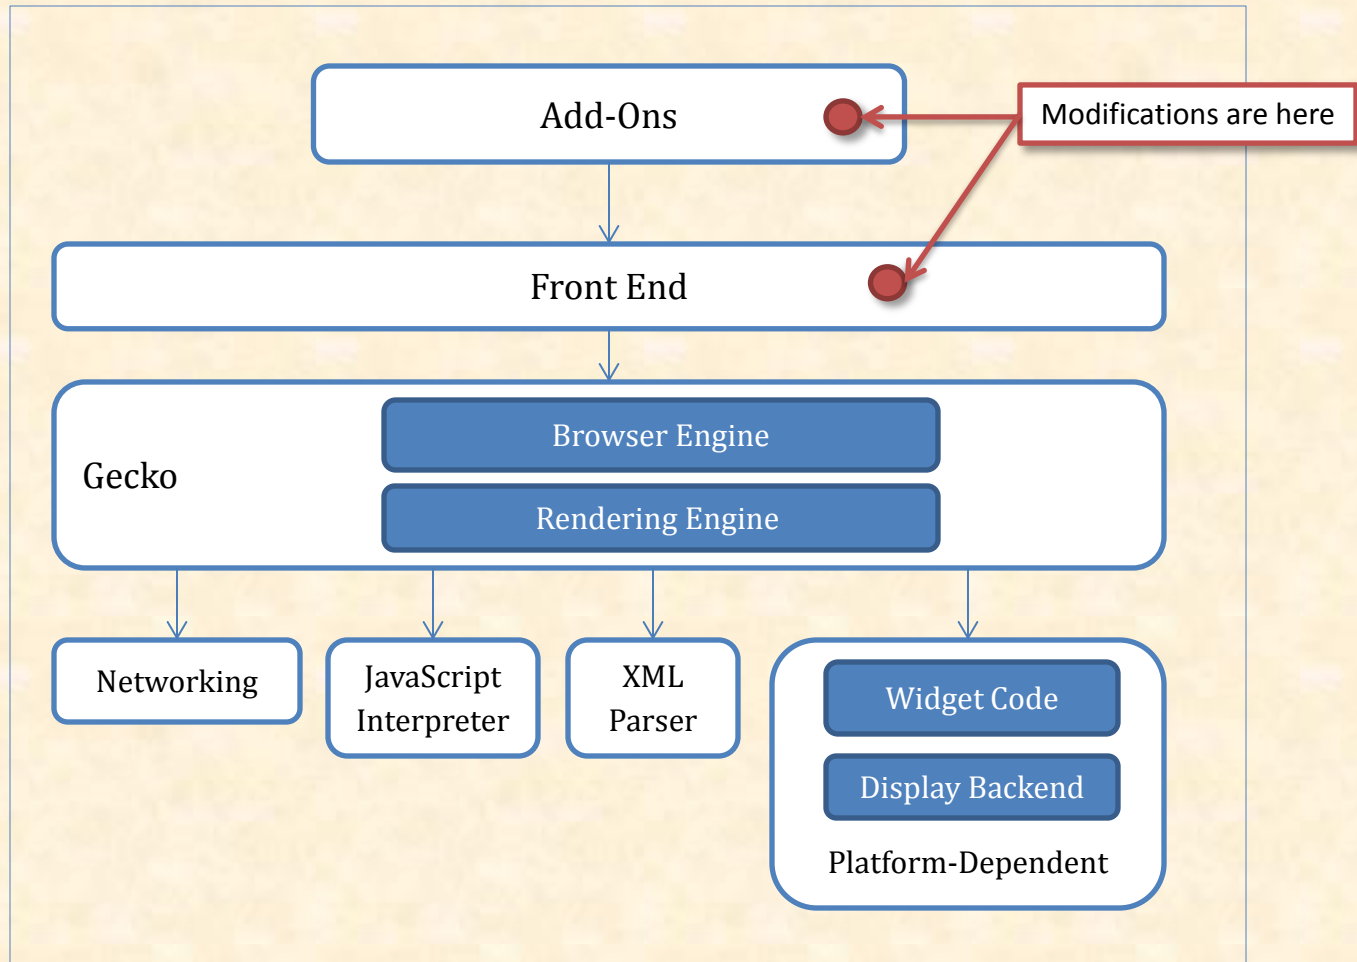 Add-Ons
Modifications are here
Front End
Browser Engine
Gecko
Rendering Engine
Networking
JavaScript
Interpreter
XML
Parser
Widget Code
Display Backend
Platform-Dependent